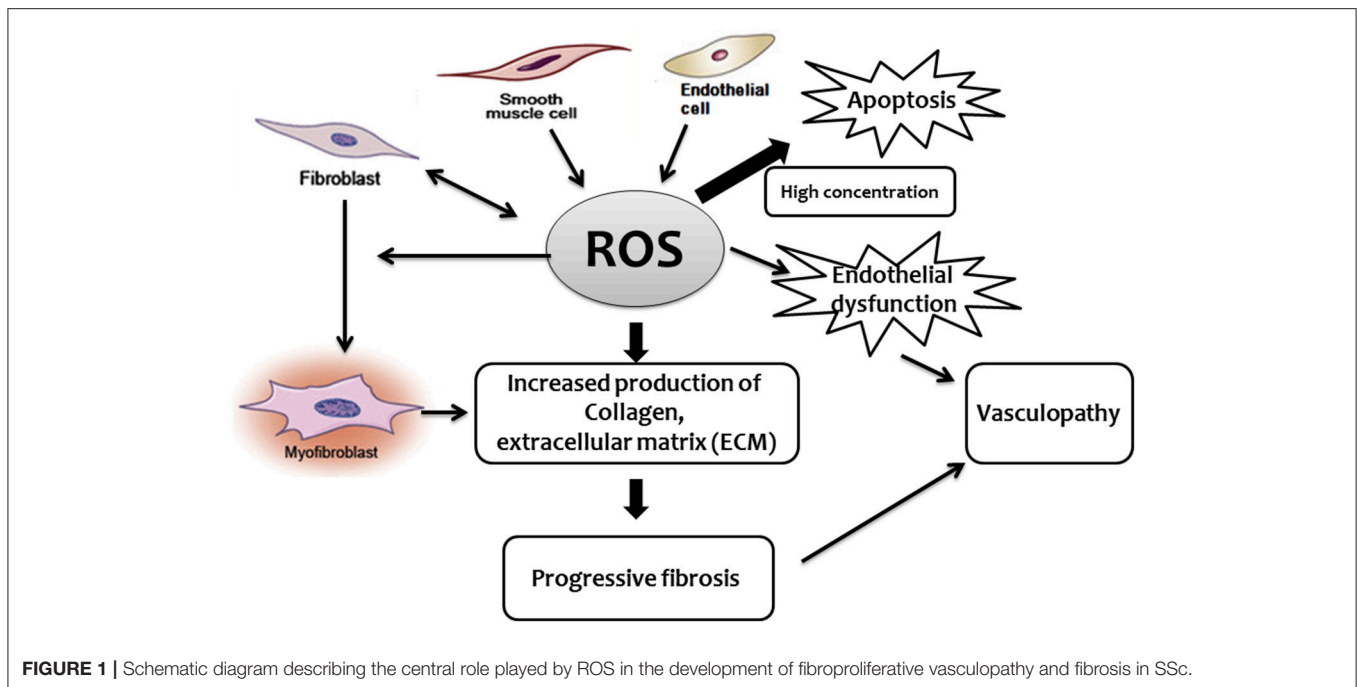 Smooth
muscle cell
Endothelial
cell
Apoptosis
Fibroblast
High concentration
ROS
Endothelial
dysfunction
Increased production of
Collagen,
extracellular matrix (ECM)
Vasculopathy
Myofibroblast
Progressive fibrosis
FIGURE 1 | Schematic diagram describing the central role played by ROS in the development of fibroproliferative vasculopathy and fibrosis in SSc.